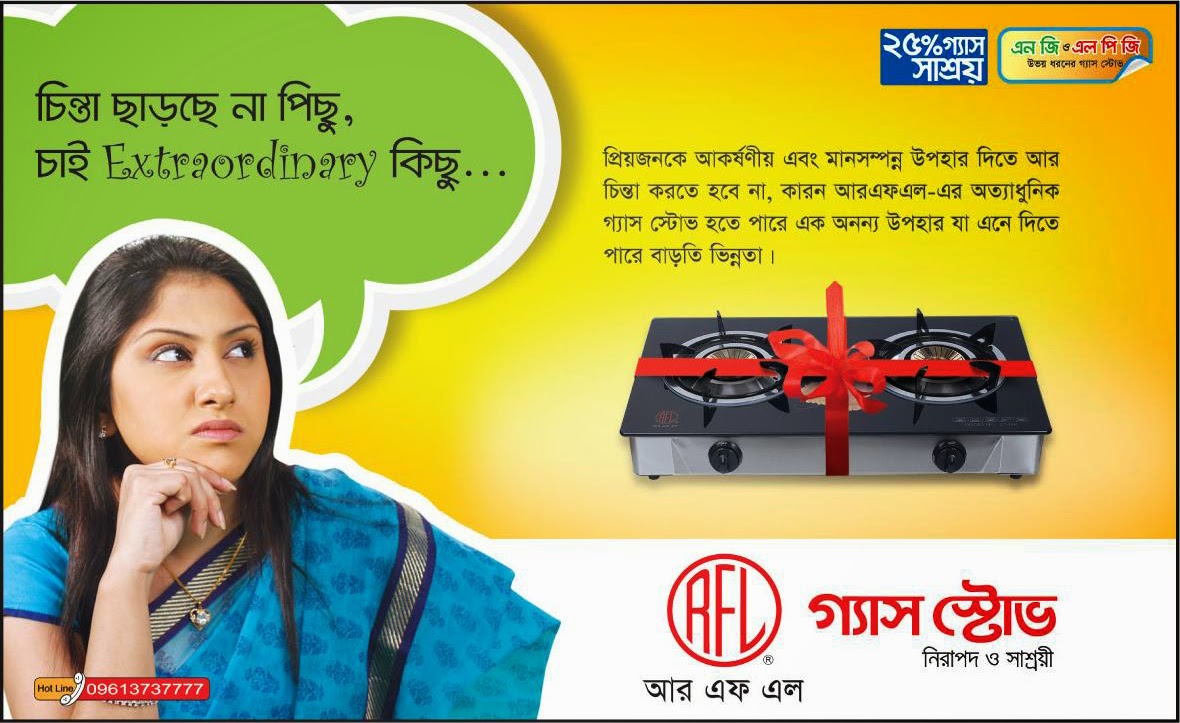 চিন্তা ছাড়ছে না পিছু,
চাই Extraordinary কিছু...
২৫% গ্যাস
সাশ্রয়
এন জি ও এল পি জি
উভয় ধরনের গ্যাস স্টোভ
প্রিয়জনকে আকর্ষণীয় এবং মানসম্পন্ন উপহার দিতে আর
চিন্তা করতে হবে না, কারন আরএফএল-এর অত্যাধুনিক
গ্যাস স্টোভ হতে পারে এক অনন্য উপহার যা এনে দিতে
পারে বাড়তি ভিন্নতা।
RFL
RFL ®
আর এফ এল
গ্যাস স্টোভ
নিরাপদ ও সাশ্রয়ী
Hot Line 09613737777